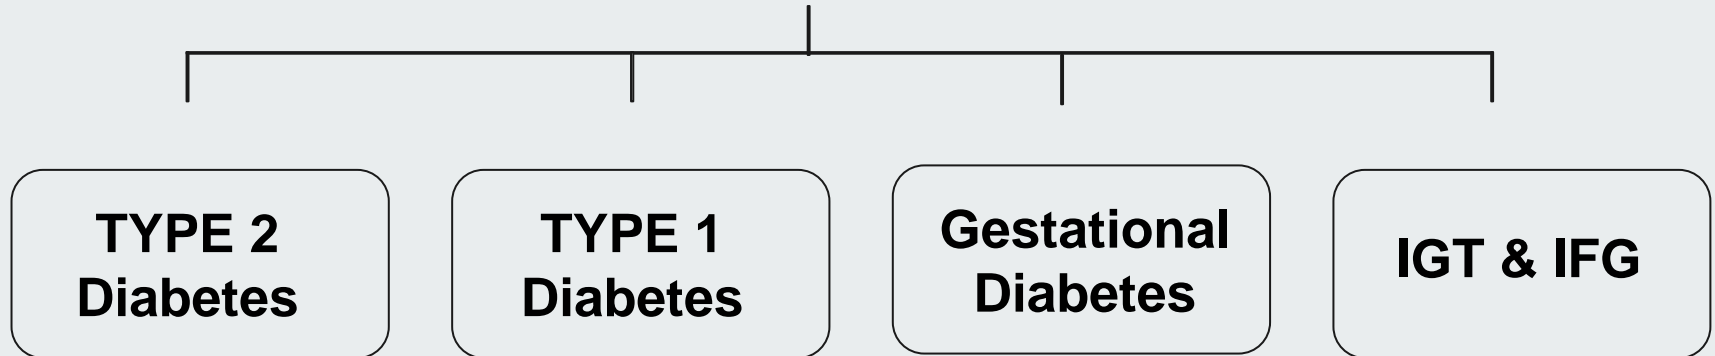 TYPE 2
Diabetes
TYPE 1
Diabetes
Gestational
Diabetes
IGT & IFG